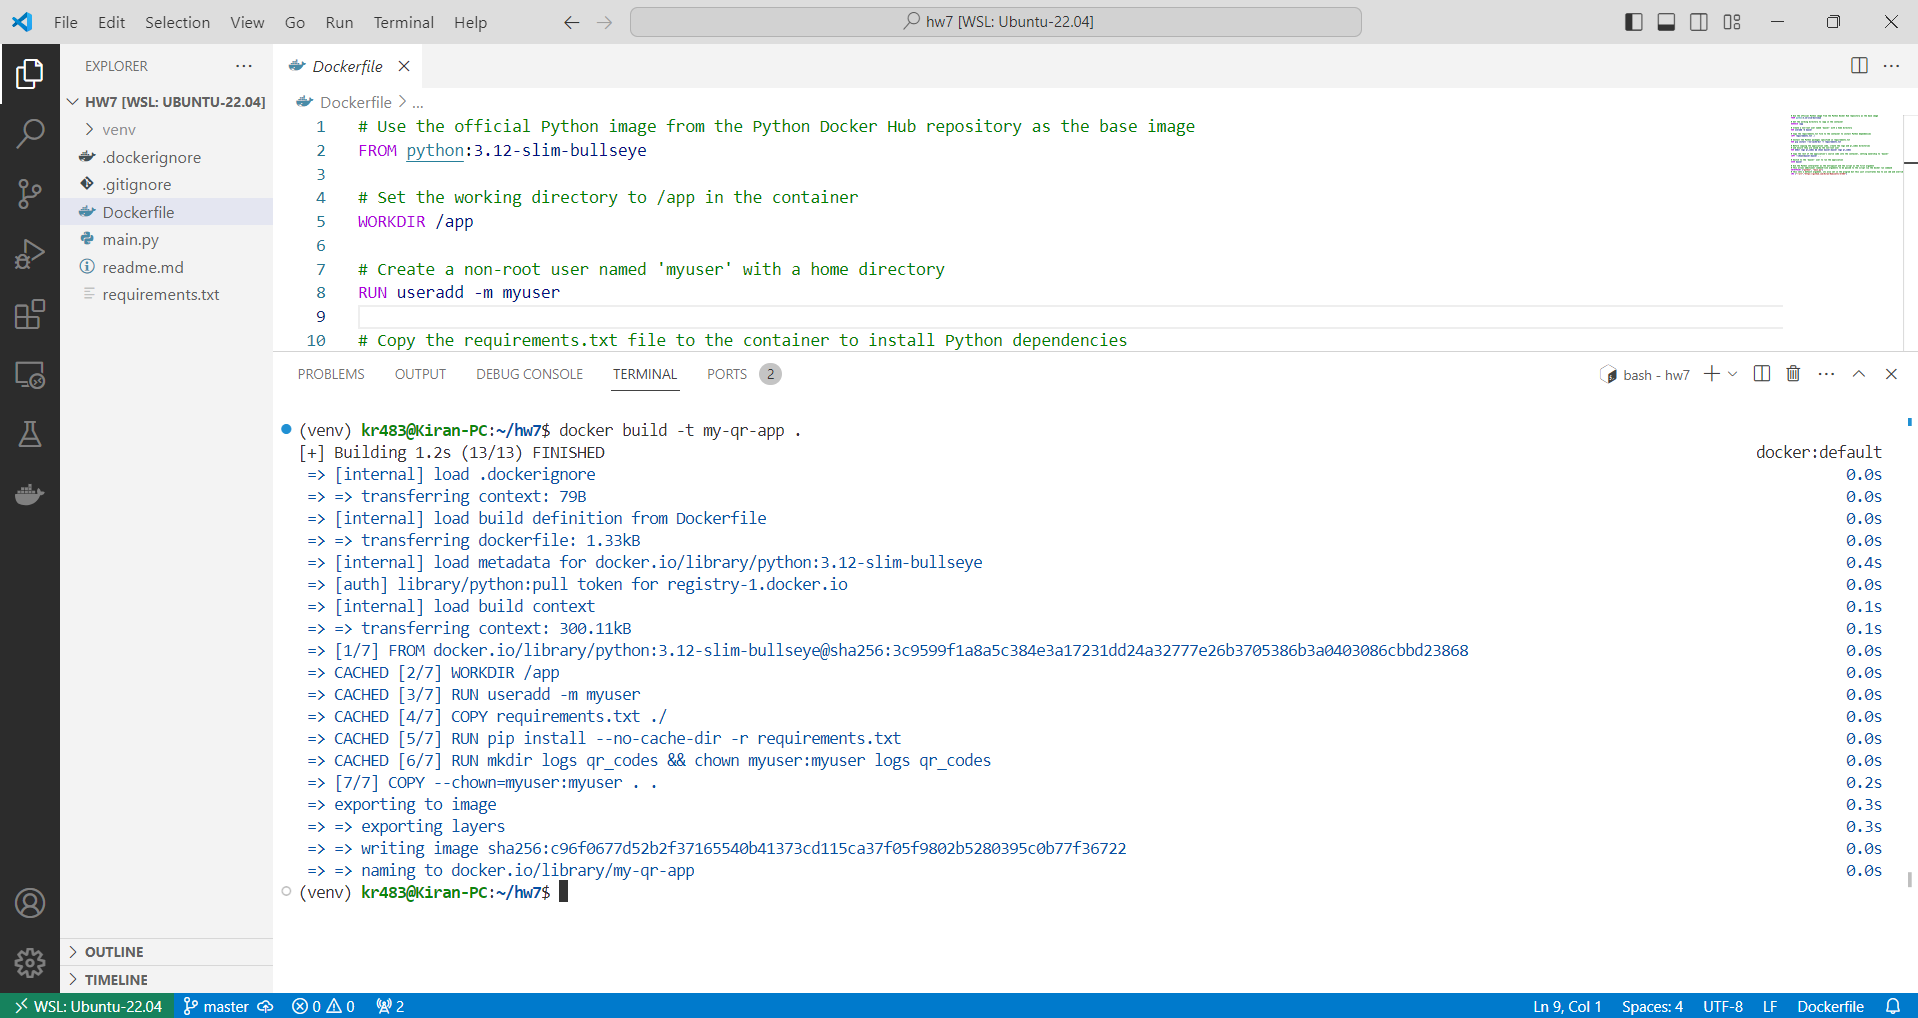 File Edit Selection View Go Run Terminal Help
hw7 [WSL: Ubuntu-22.04]
EXPLORER
HW7 [WSL: UBUNTU-22.04]
venv
.dockerignore
.gitignore
Dockerfile
main.py
readme.md
requirements.txt
OUTLINE
TIMELINE
Dockerfile
Dockerfile > ...
1 # Use the official Python image from the Python Docker Hub repository as the base image
2 FROM python:3.12-slim-bullseye
3
4 # Set the working directory to /app in the container
5 WORKDIR /app
6
7 # Create a non-root user named 'myuser' with a home directory
8 RUN useradd -m myuser
9
10 # Copy the requirements.txt file to the container to install Python dependencies
PROBLEMS OUTPUT DEBUG CONSOLE TERMINAL PORTS 2
bash - hw7
(venv) kr483@Kiran-PC:~/hw7$ docker build -t my-qr-app .
[+] Building 1.2s (13/13) FINISHED docker:default
=> [internal] load .dockerignore 0.0s
=> => transferring context: 79B 0.0s
=> [internal] load build definition from Dockerfile 0.0s
=> => transferring dockerfile: 1.33kB 0.0s
=> [internal] load metadata for docker.io/library/python:3.12-slim-bullseye 0.4s
=> [auth] library/python:pull token for registry-1.docker.io 0.0s
=> [internal] load build context 0.1s
=> => transferring context: 300.11kB 0.1s
=> [1/7] FROM docker.io/library/python:3.12-slim-bullseye@sha256:3c9599f1a8a5c384e3a17231dd24a32777e26b3705386b3a0403086cbbd23868 0.0s
=> CACHED [2/7] WORKDIR /app 0.0s
=> CACHED [3/7] RUN useradd -m myuser 0.0s
=> CACHED [4/7] COPY requirements.txt ./ 0.0s
=> CACHED [5/7] RUN pip install --no-cache-dir -r requirements.txt 0.0s
=> CACHED [6/7] RUN mkdir logs qr_codes && chown myuser:myuser logs qr_codes 0.0s
=> [7/7] COPY --chown=myuser:myuser . . 0.2s
=> exporting to image 0.3s
=> => exporting layers 0.3s
=> => writing image sha256:c96f0677d52b2f37165540b41373cd115ca37f05f9802b5280395c0b77f36722 0.0s
=> => naming to docker.io/library/my-qr-app 0.0s
(venv) kr483@Kiran-PC:~/hw7$
WSL: Ubuntu-22.04 master 0 0 2 Ln 9, Col 1 Spaces: 4 UTF-8 LF Dockerfile